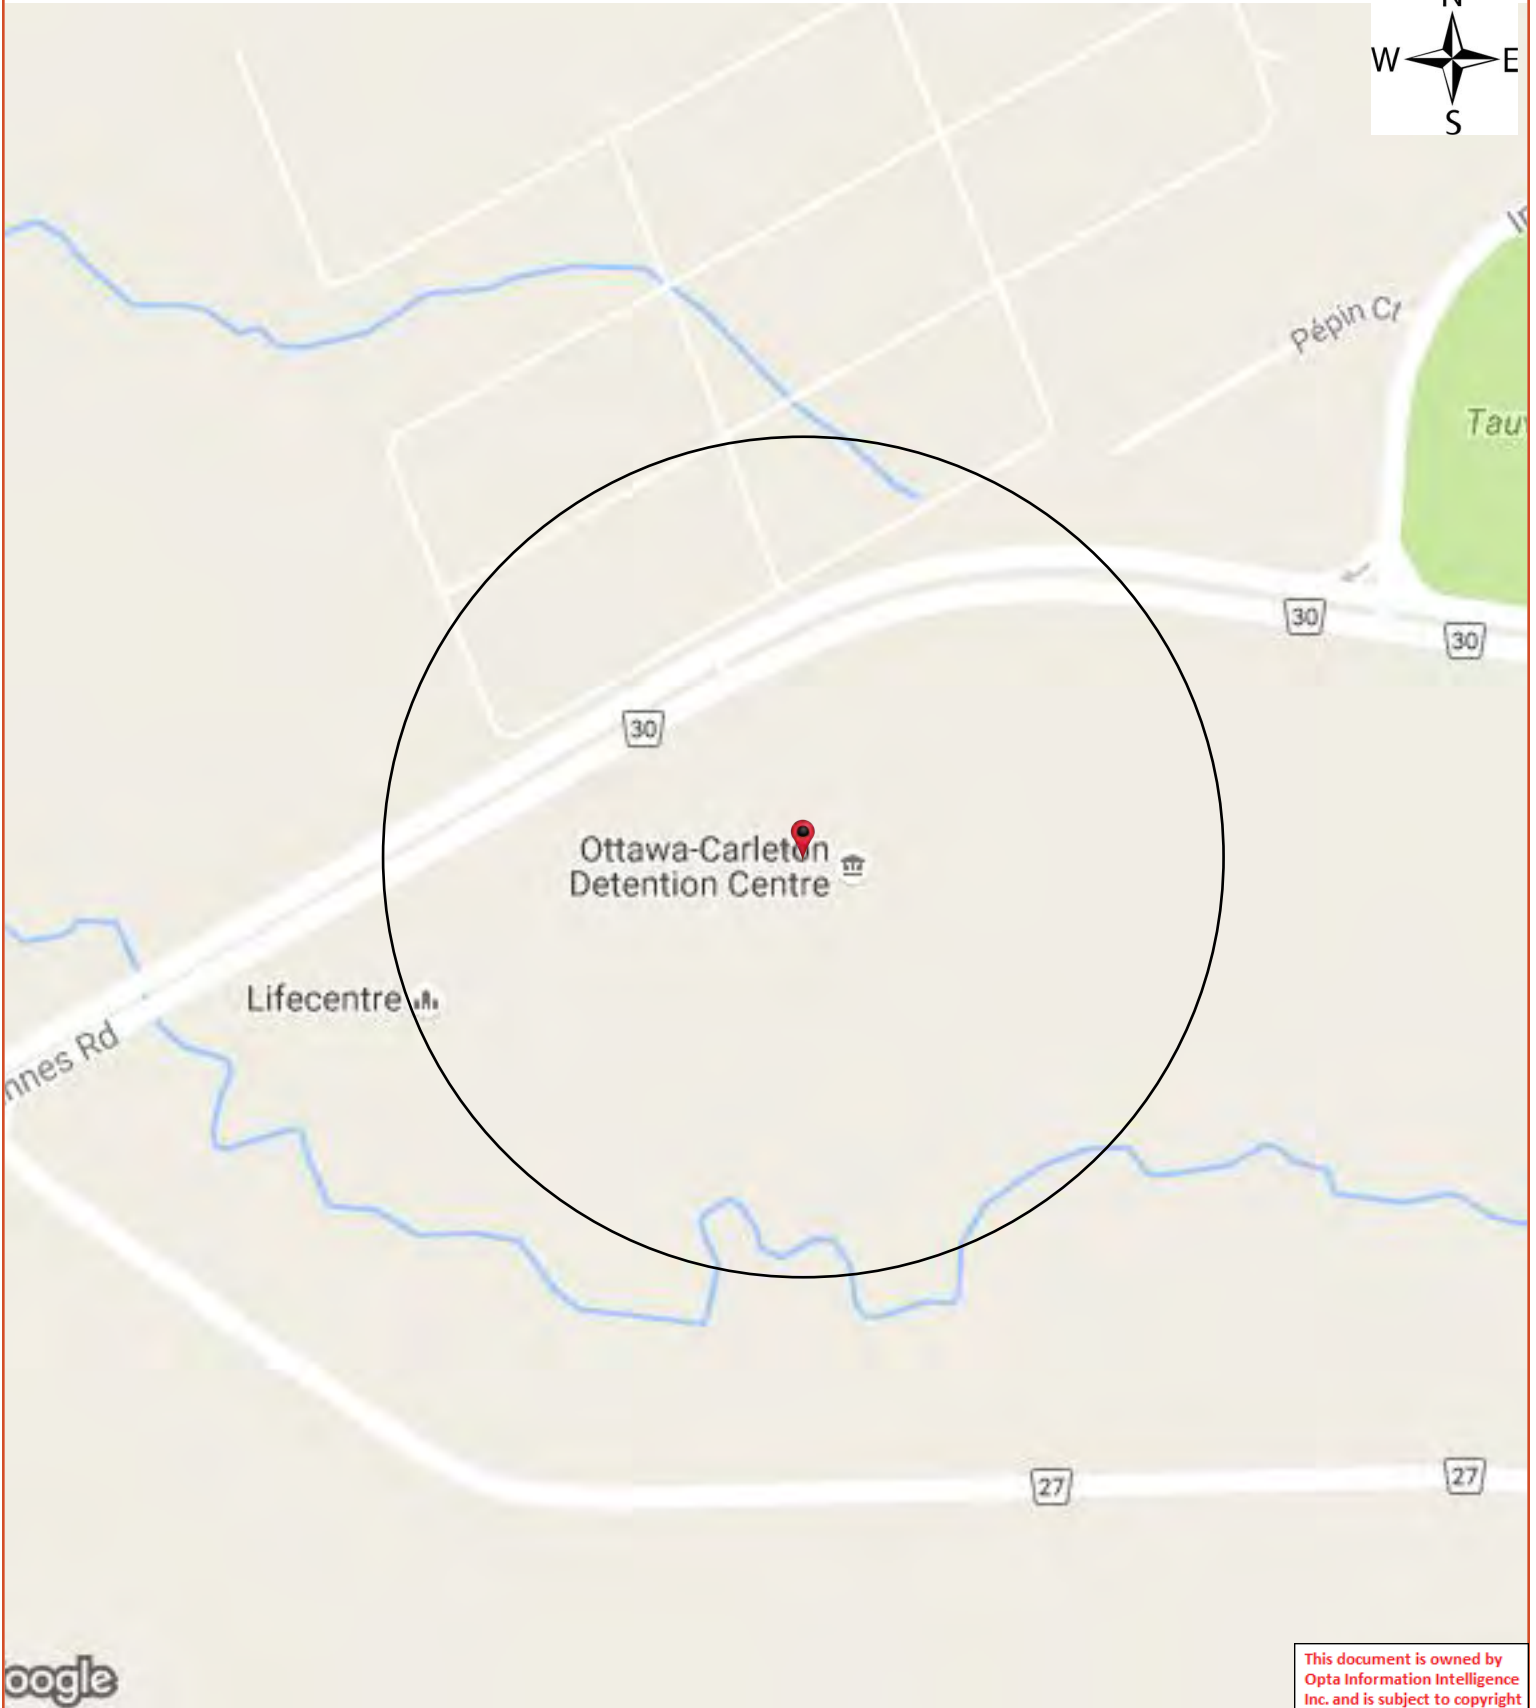 N
W E
S
Pépin Ct
30
30
30
Ottawa-Carleton
Detention Centre
Lifecentre
nnes Rd
27
27
oogle
This document is owned by
Opta Information Intelligence
Inc. and is subject to copyright